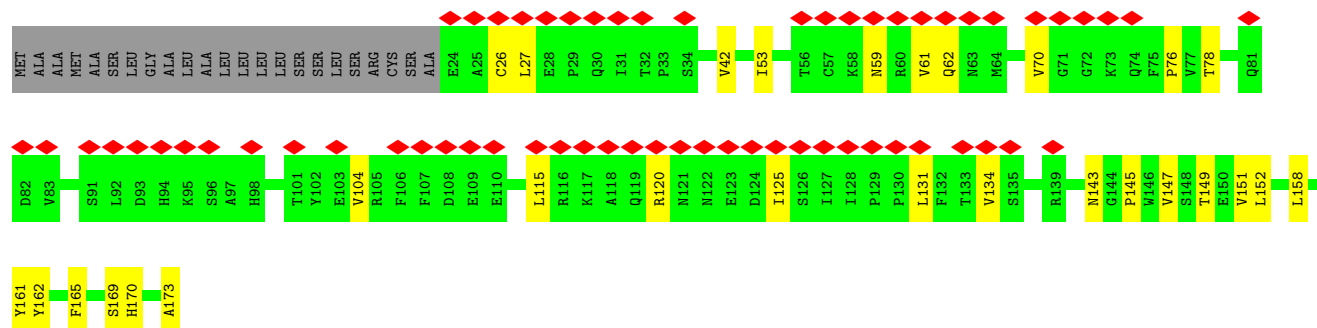 MET ALA ALA MET ALA SER LEU GLY ALA LEU ALA LEU LEU LEU LEU SER SER LEU SER ARG CYS SER ALA E24 A25 C26 L27 E28 P29 Q30 I31 T32 P33 S34 V42 I53 T56 C57 K58 N59 R60 V61 Q62 N63 M64 V70 G71 G72 K73 Q74 F75 P76 V77 T78 Q81
D82 V83 S91 L92 D93 H94 K95 S96 A97 H98 T101 Y102 E103 V104 R105 F106 F107 D108 E109 E110 L115 R116 K117 A118 Q119 R120 N121 N122 E123 D124 I125 S126 I127 I128 P129 P130 L131 F132 T133 V134 S135 R139 N143 G144 P145 W146 V147 S148 T149 E150 V151 L152 L158
Y161 Y162 F165 S169 H170 A173